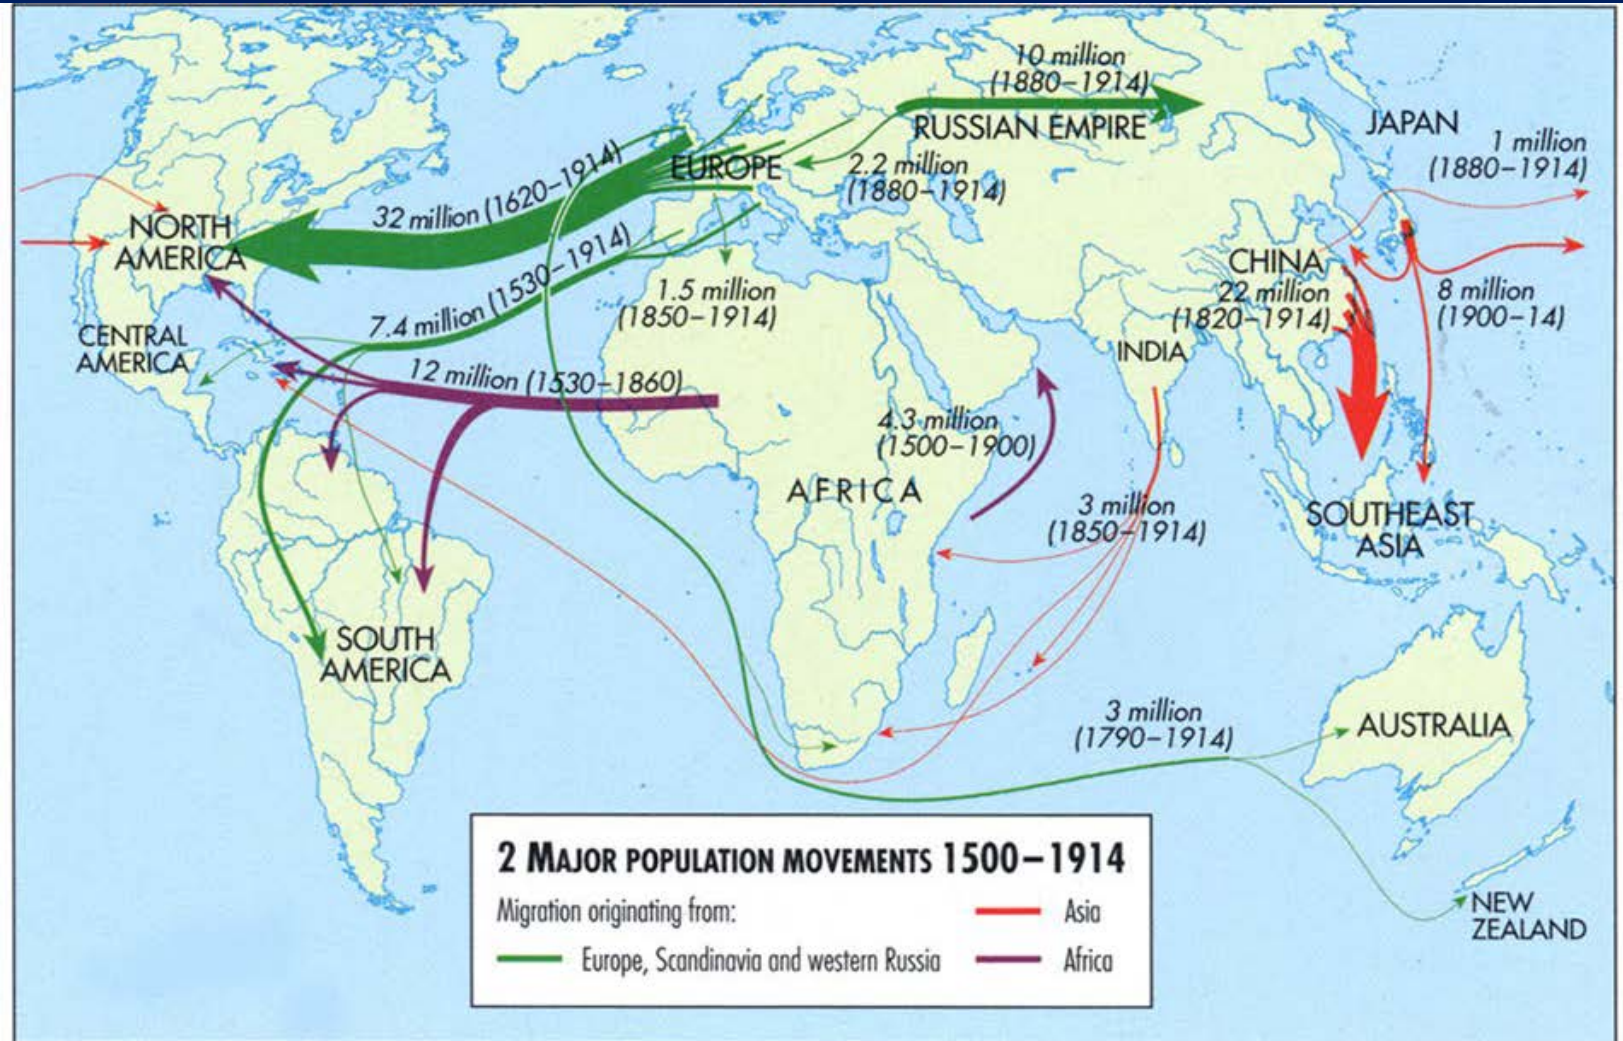 10 million
(1880–1914)
RUSSIAN EMPIRE
JAPAN
1 million
(1880–1914)
EUROPE
2.2 million
(1880–1914)
32 million (1620–1914)
NORTH
AMERICA
7.4 million (1530–1914)
1.5 million
(1850–1914)
CHINA
22 million
(1820–1914)
8 million
(1900–14)
CENTRAL
AMERICA
INDIA
12 million (1530–1860)
4.3 million
(1500–1900)
AFRICA
3 million
(1850–1914)
SOUTHEAST
ASIA
SOUTH
AMERICA
3 million
(1790–1914)
AUSTRALIA
NEW
ZEALAND
2 MAJOR POPULATION MOVEMENTS 1500–1914
Migration originating from:
Asia
Europe, Scandinavia and western Russia
Africa